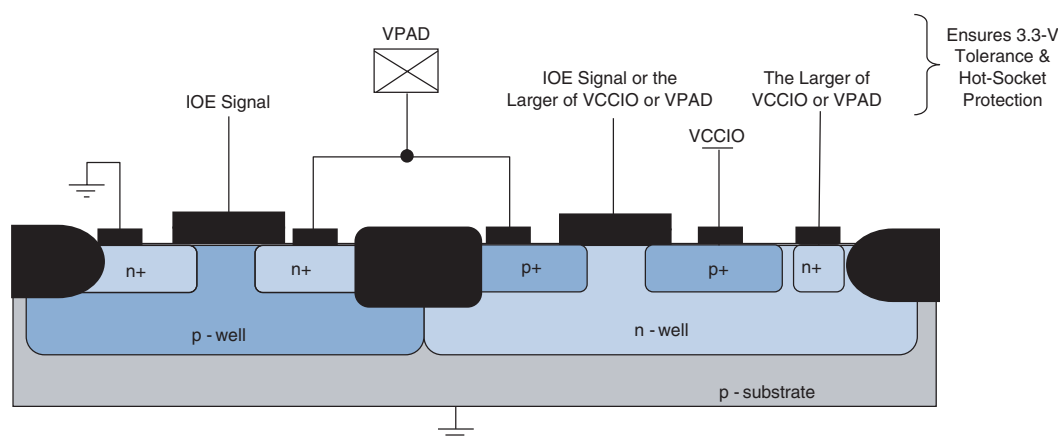 VPAD
IOE Signal
IOE Signal or the
Larger of VCCIO or VPAD
The Larger of
VCCIO or VPAD
Ensures 3.3-V
Tolerance &
Hot-Socket
Protection
VCCIO
n+
n+
p+
p+
n+
p - well
n - well
p - substrate